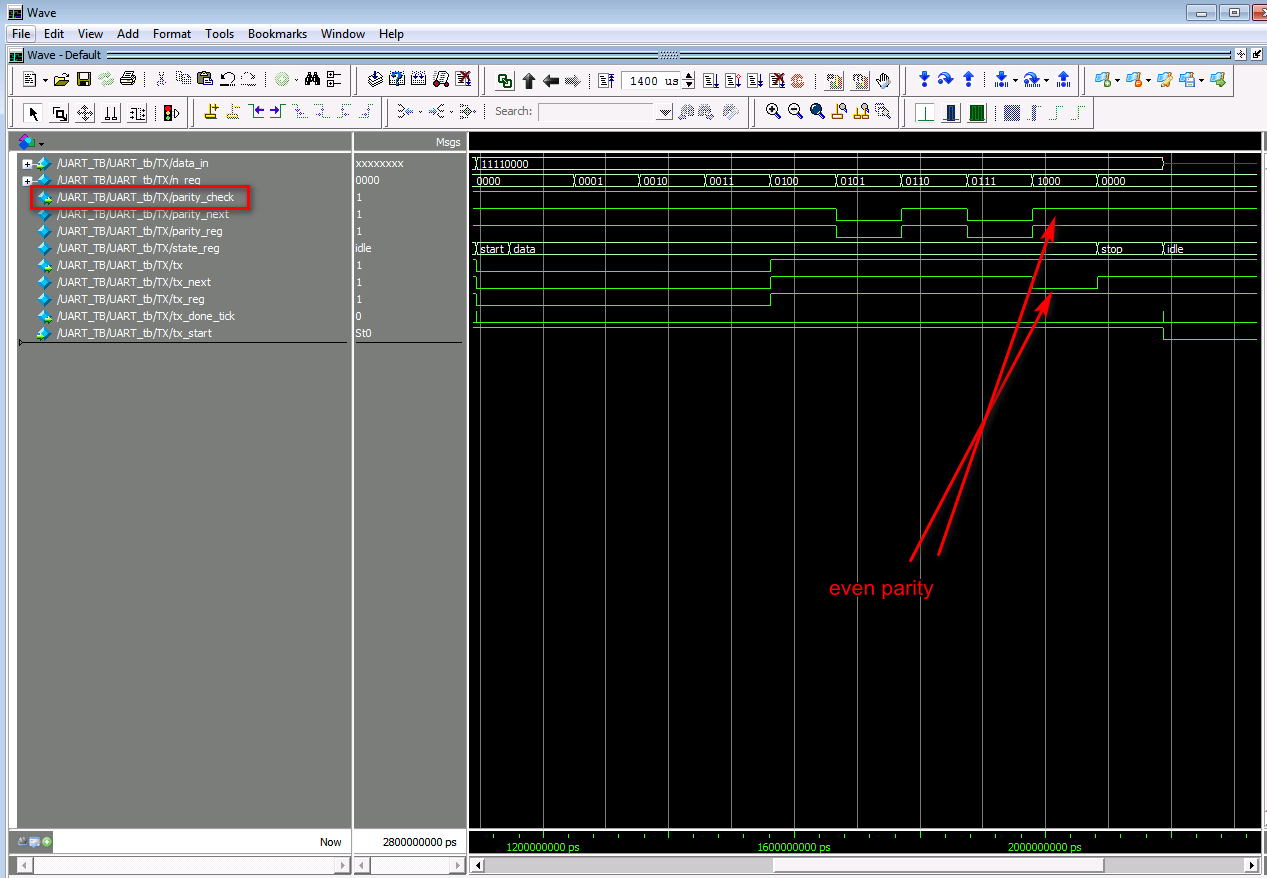 Wave
File Edit View Add Format Tools Bookmarks Window Help
Wave - Default
1400 us
Search:
Msgs
/UART_TB/UART_tb/TX/data_in xxxxxxxx 11110000
/UART_TB/UART_tb/TX/n_reg 0000 0000 0001 0010 0011 0100 0101 0110 0111 1000 0000
/UART_TB/UART_tb/TX/parity_check 1
/UART_TB/UART_tb/TX/parity_next 1
/UART_TB/UART_tb/TX/parity_reg 1
/UART_TB/UART_tb/TX/state_reg idle start data stop idle
/UART_TB/UART_tb/TX/tx 1
/UART_TB/UART_tb/TX/tx_next 1
/UART_TB/UART_tb/TX/tx_reg 1
/UART_TB/UART_tb/TX/tx_done_tick 0
/UART_TB/UART_tb/TX/tx_start St0
even parity
Now 2800000000 ps 1200000000 ps 1600000000 ps 2000000000 ps